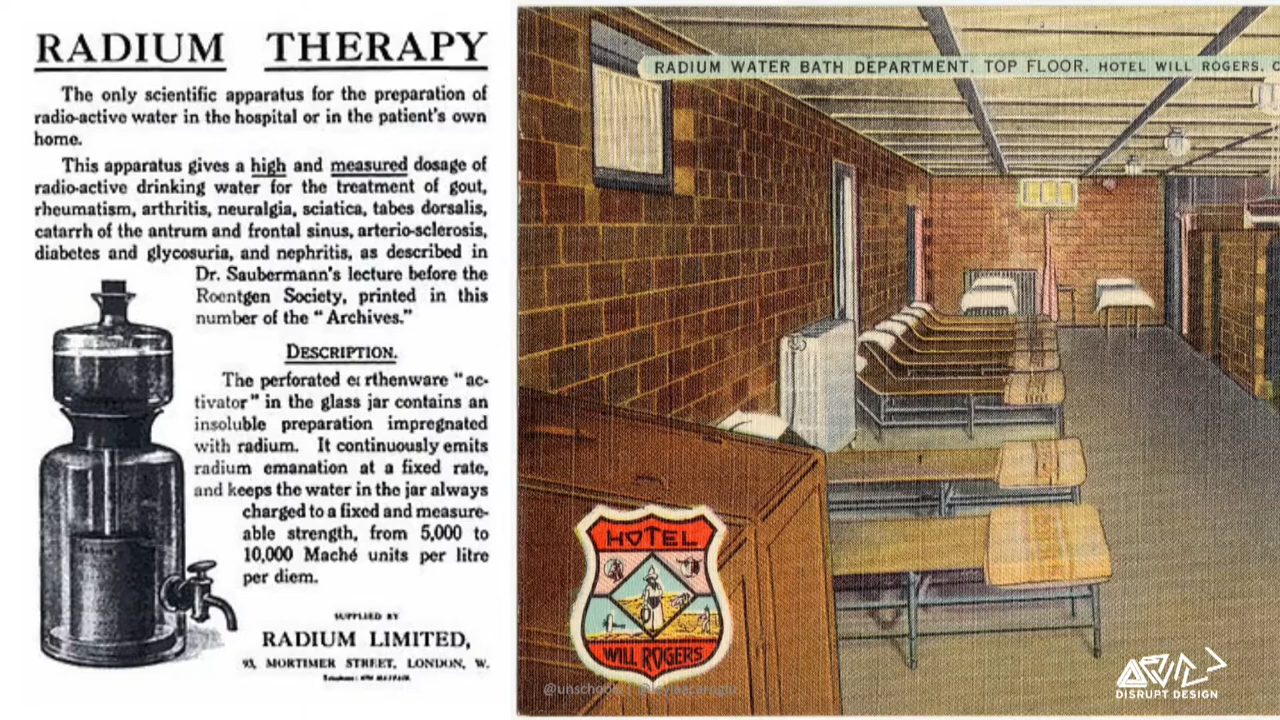 RADIUM THERAPY
The only scientific apparatus for the preparation of
radio-active water in the hospital or in the patient's own
home.
This apparatus gives a high and measured dosage of
radio-active drinking water for the treatment of gout,
rheumatism, arthritis, neuralgia, sciatica, tabes dorsalis,
catarrh of the antrum and frontal sinus, arterio-sclerosis,
diabetes and glycosuria, and nephritis, as described in
Dr. Saubermann's lecture before the
Roentgen Society, printed in this
number of the "Archives."
DESCRIPTION.
The perforated rthenware "ac-
tivator" in the glass jar contains an
insoluble preparation impregnated
with radium. It continuously emits
radium emanation at a fixed rate,
and keeps the water in the jar always
charged to a fixed and measure-
able strength, from 5,000 to
10,000 Maché units per litre
per diem.
SUPPLIED BY
RADIUM LIMITED,
93, MORTIMER STREET, LONDON, W.
RADIUM WATER BATH DEPARTMENT, TOP FLOOR, HOTEL WILL ROGERS, C
HOTEL
WILL ROGERS
DISRUPT DESIGN